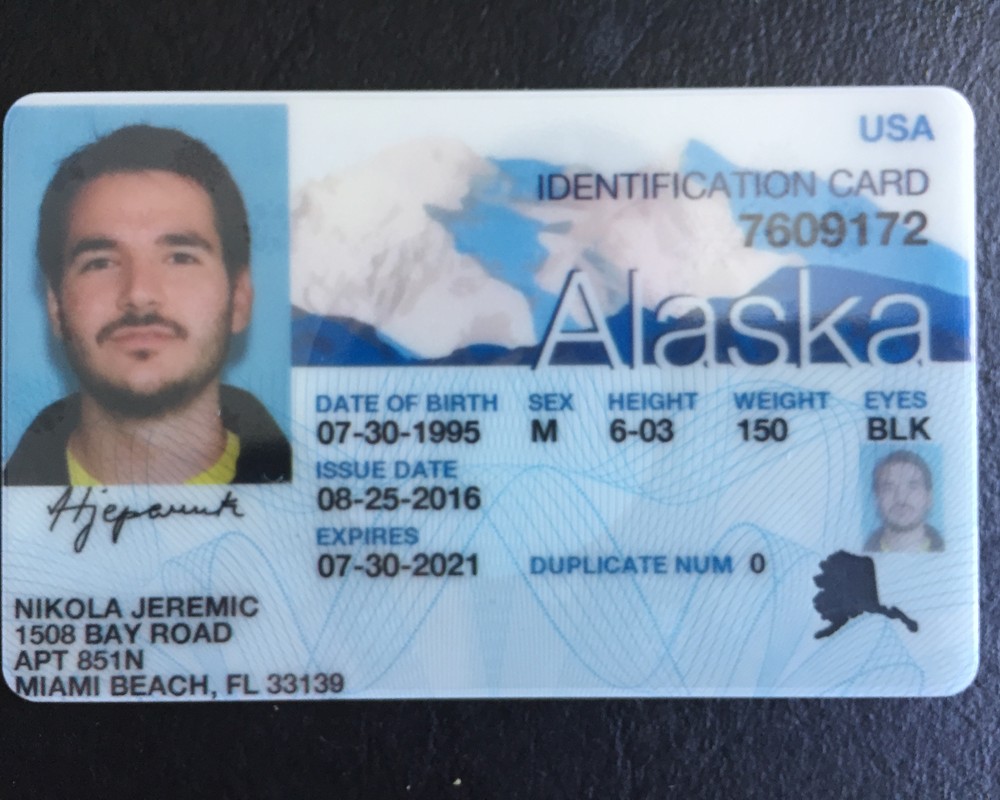 USA
IDENTIFICATION CARD
7609172
Alaska
DATE OF BIRTH SEX HEIGHT WEIGHT EYES
07-30-1995 M 6-03 150 BLK
ISSUE DATE
08-25-2016
EXPIRES
07-30-2021 DUPLICATE NUM 0
NIKOLA JEREMIC
1508 BAY ROAD
APT 851N
MIAMI BEACH, FL 33139